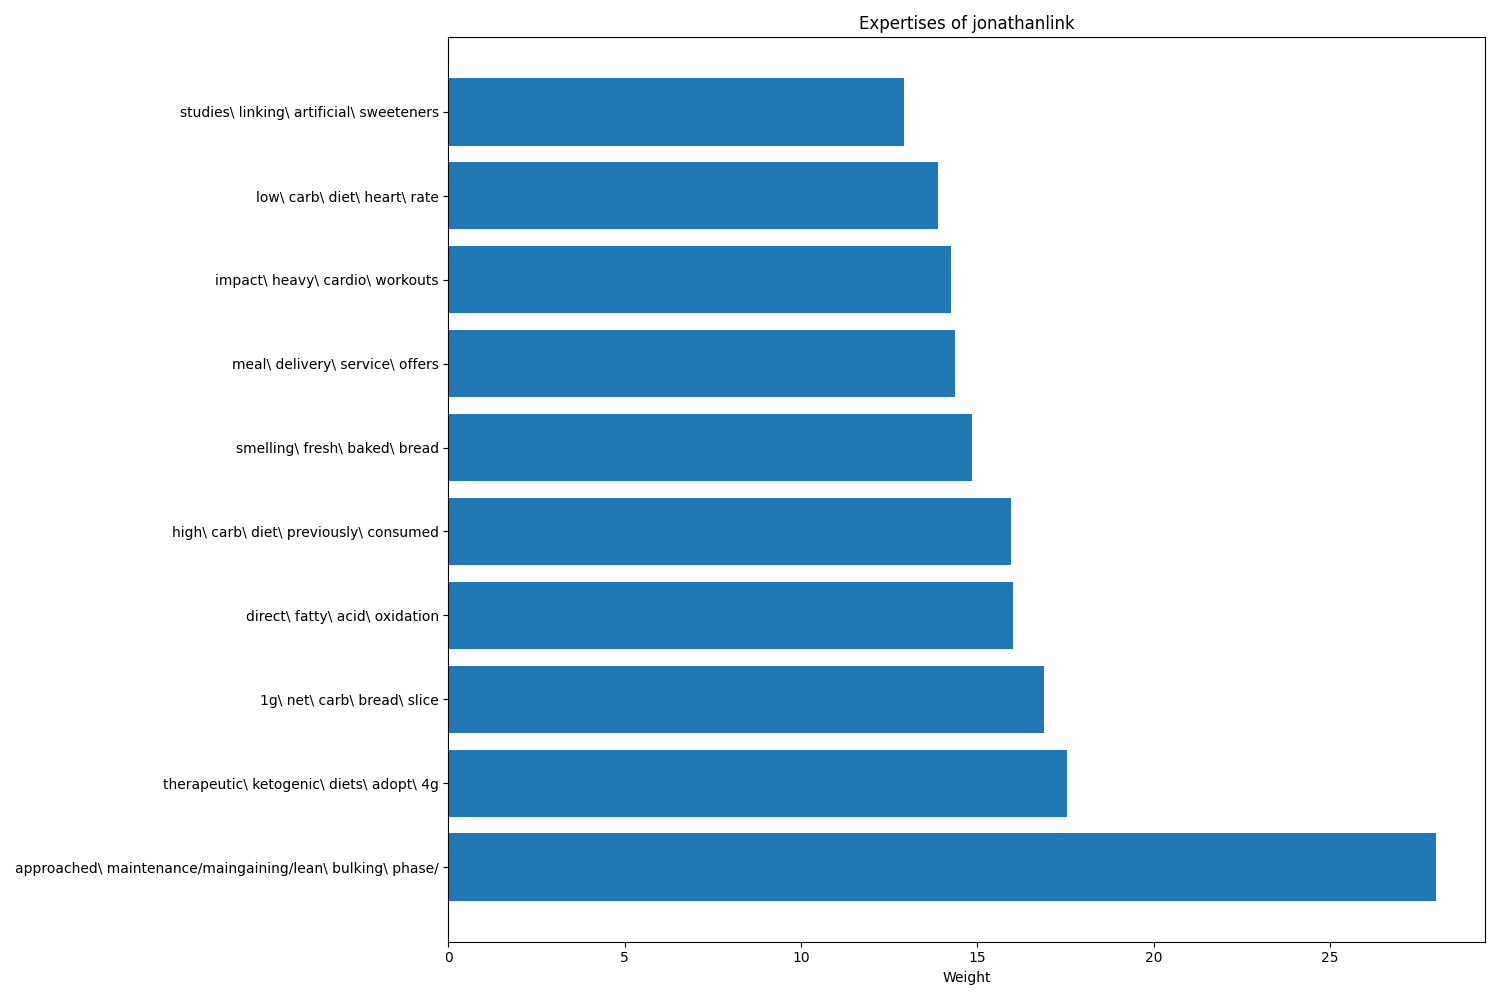 Expertises of jonathanlink
studies\ linking\ artificial\ sweeteners
low\ carb\ diet\ heart\ rate
impact\ heavy\ cardio\ workouts
meal\ delivery\ service\ offers
smelling\ fresh\ baked\ bread
high\ carb\ diet\ previously\ consumed
direct\ fatty\ acid\ oxidation
1g\ net\ carb\ bread\ slice
therapeutic\ ketogenic\ diets\ adopt\ 4g
approached\ maintenance/maingaining/lean\ bulking\ phase/
0 5 10 15 20 25
Weight